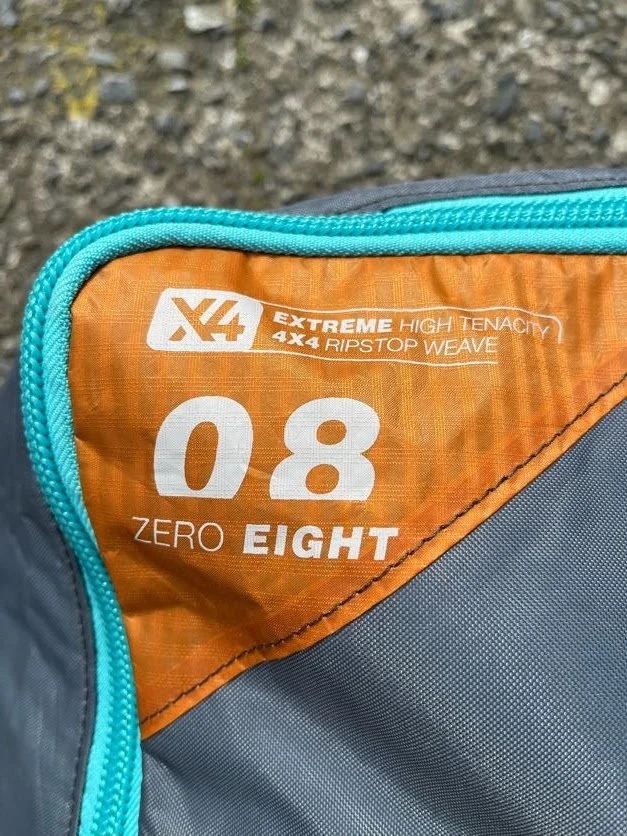 X4
EXTREME HIGH TENACITY
4X4 RIPSTOP WEAVE
08
ZERO EIGHT